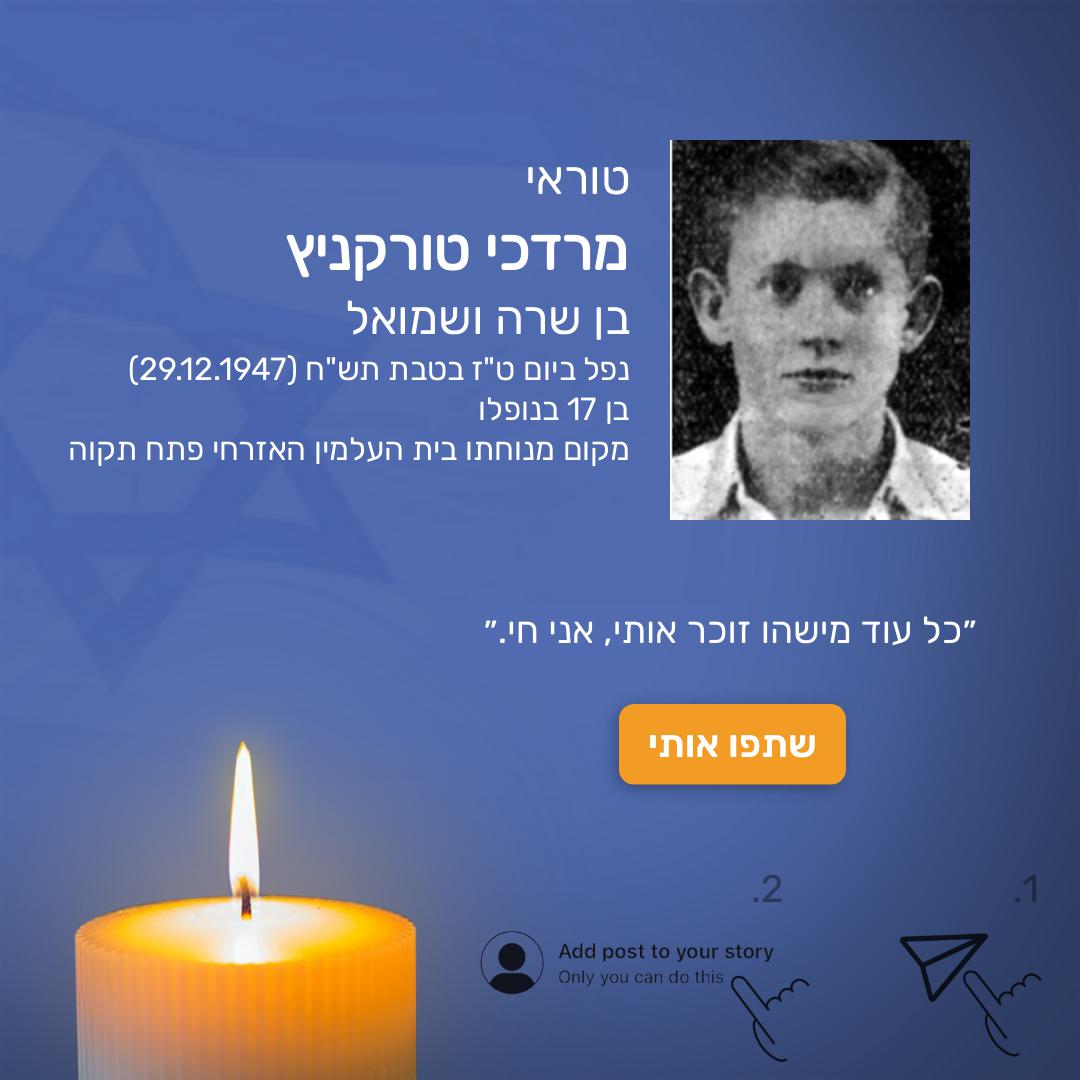 טוראי
מרדכי טורקניץ
בן שרה ושמואל
נפל ביום ט"ז בטבת תש"ח (29.12.1947)
בן 17 בנופלו
מקום מנוחתו בית העלמין האזרחי פתח תקוה
"כל עוד מישהו זוכר אותי, אני חי."
שתפו אותי
1.
2.
Add post to your story
Only you can do this